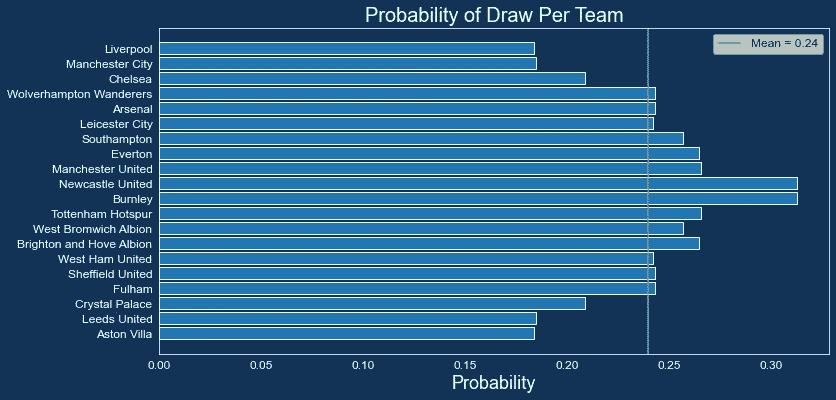 Probability of Draw Per Team
Mean = 0.24
Liverpool
Manchester City
Chelsea
Wolverhampton Wanderers
Arsenal
Leicester City
Southampton
Everton
Manchester United
Newcastle United
Burnley
Tottenham Hotspur
West Bromwich Albion
Brighton and Hove Albion
West Ham United
Sheffield United
Fulham
Crystal Palace
Leeds United
Aston Villa
0.00 0.05 0.10 0.15 0.20 0.25 0.30
Probability